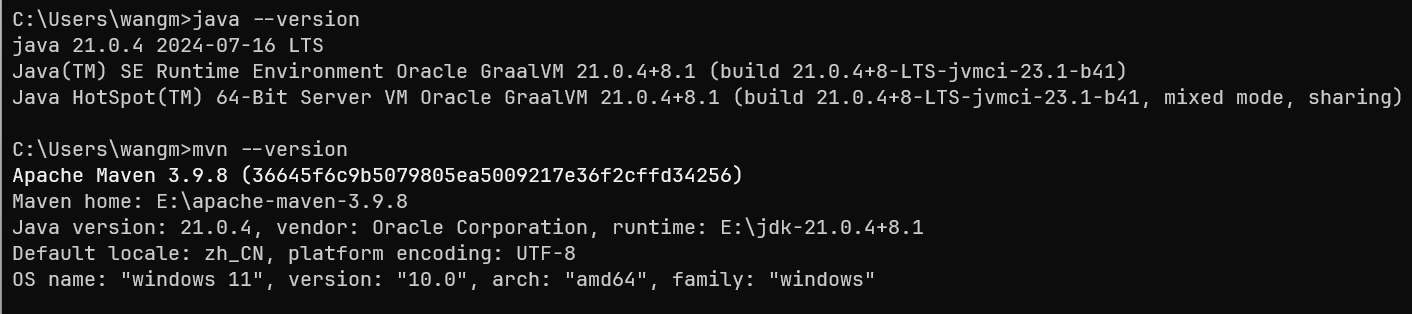 C:\Users\wangm>java --version
java 21.0.4 2024-07-16 LTS
Java(TM) SE Runtime Environment Oracle GraalVM 21.0.4+8.1 (build 21.0.4+8-LTS-jvmci-23.1-b41)
Java HotSpot(TM) 64-Bit Server VM Oracle GraalVM 21.0.4+8.1 (build 21.0.4+8-LTS-jvmci-23.1-b41, mixed mode, sharing)
C:\Users\wangm>mvn --version
Apache Maven 3.9.8 (36645f6c9b5079805ea5009217e36f2cffd34256)
Maven home: E:\apache-maven-3.9.8
Java version: 21.0.4, vendor: Oracle Corporation, runtime: E:\jdk-21.0.4+8.1
Default locale: zh_CN, platform encoding: UTF-8
OS name: "windows 11", version: "10.0", arch: "amd64", family: "windows"